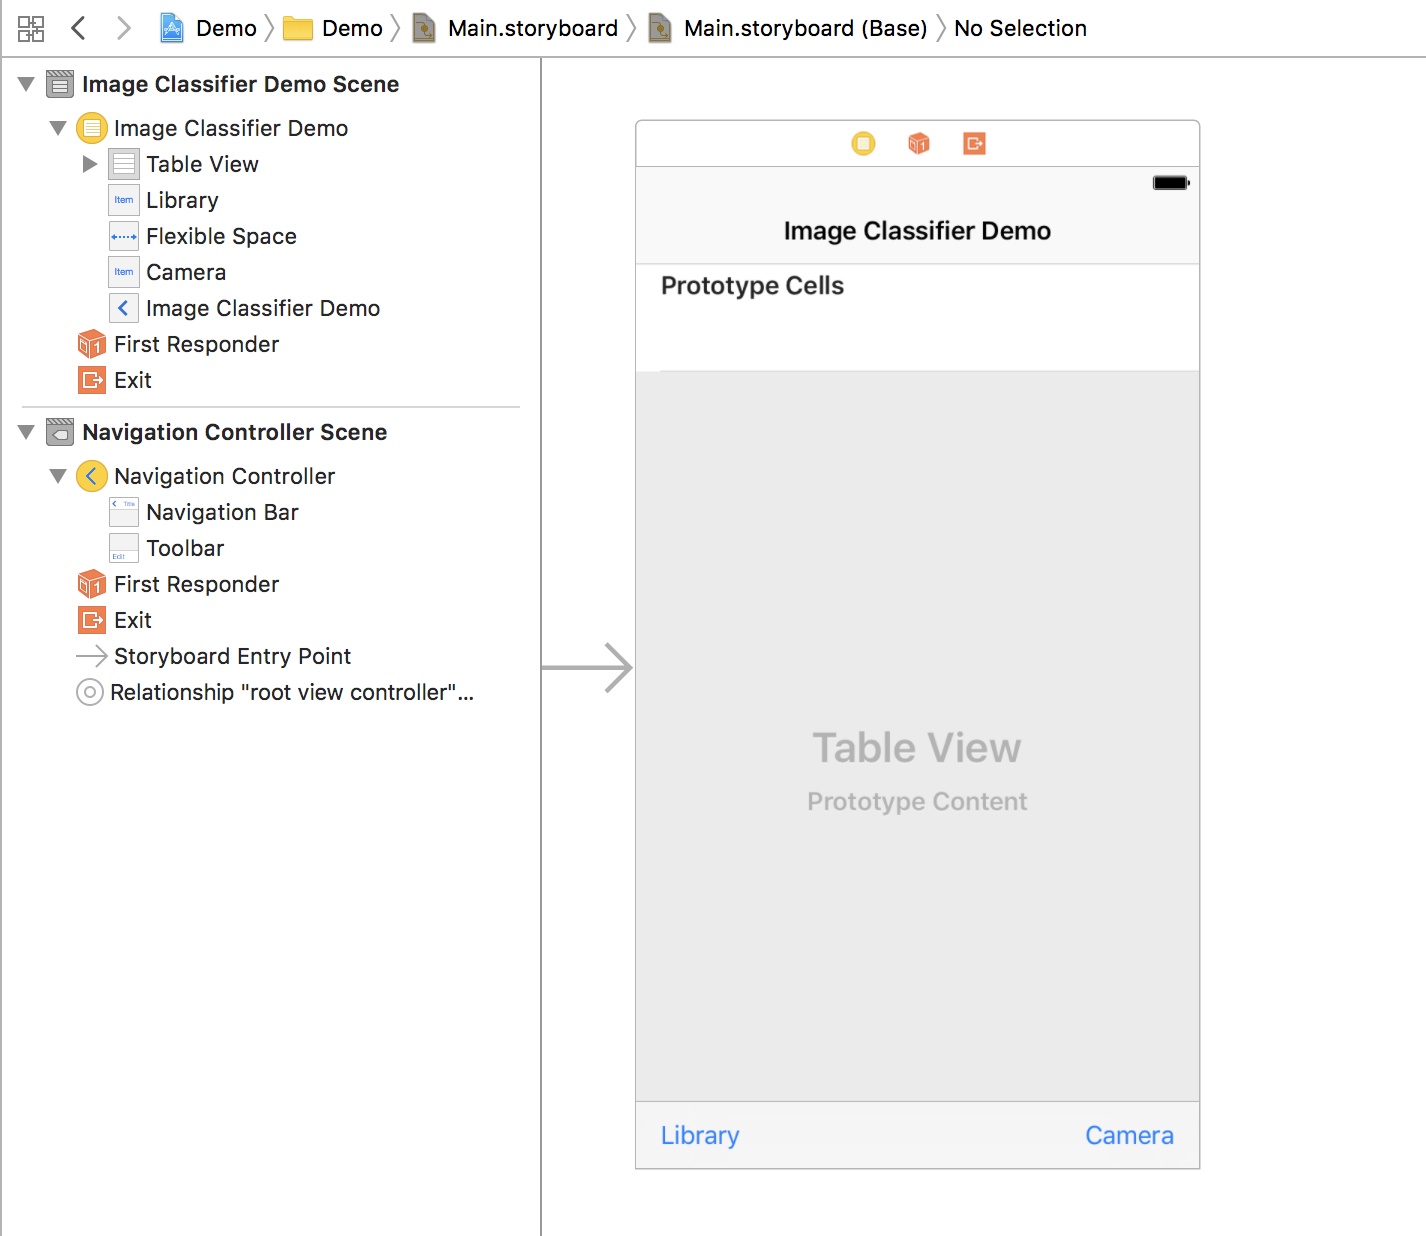 Demo Demo Main.storyboard Main.storyboard (Base) No Selection
Image Classifier Demo Scene
Image Classifier Demo
Table View
Item Library
Flexible Space
Item Camera
Image Classifier Demo
First Responder
Exit
Navigation Controller Scene
Navigation Controller
Title Navigation Bar
Edit Toolbar
First Responder
Exit
Storyboard Entry Point
Relationship "root view controller"...
Image Classifier Demo
Prototype Cells
Table View
Prototype Content
Library Camera